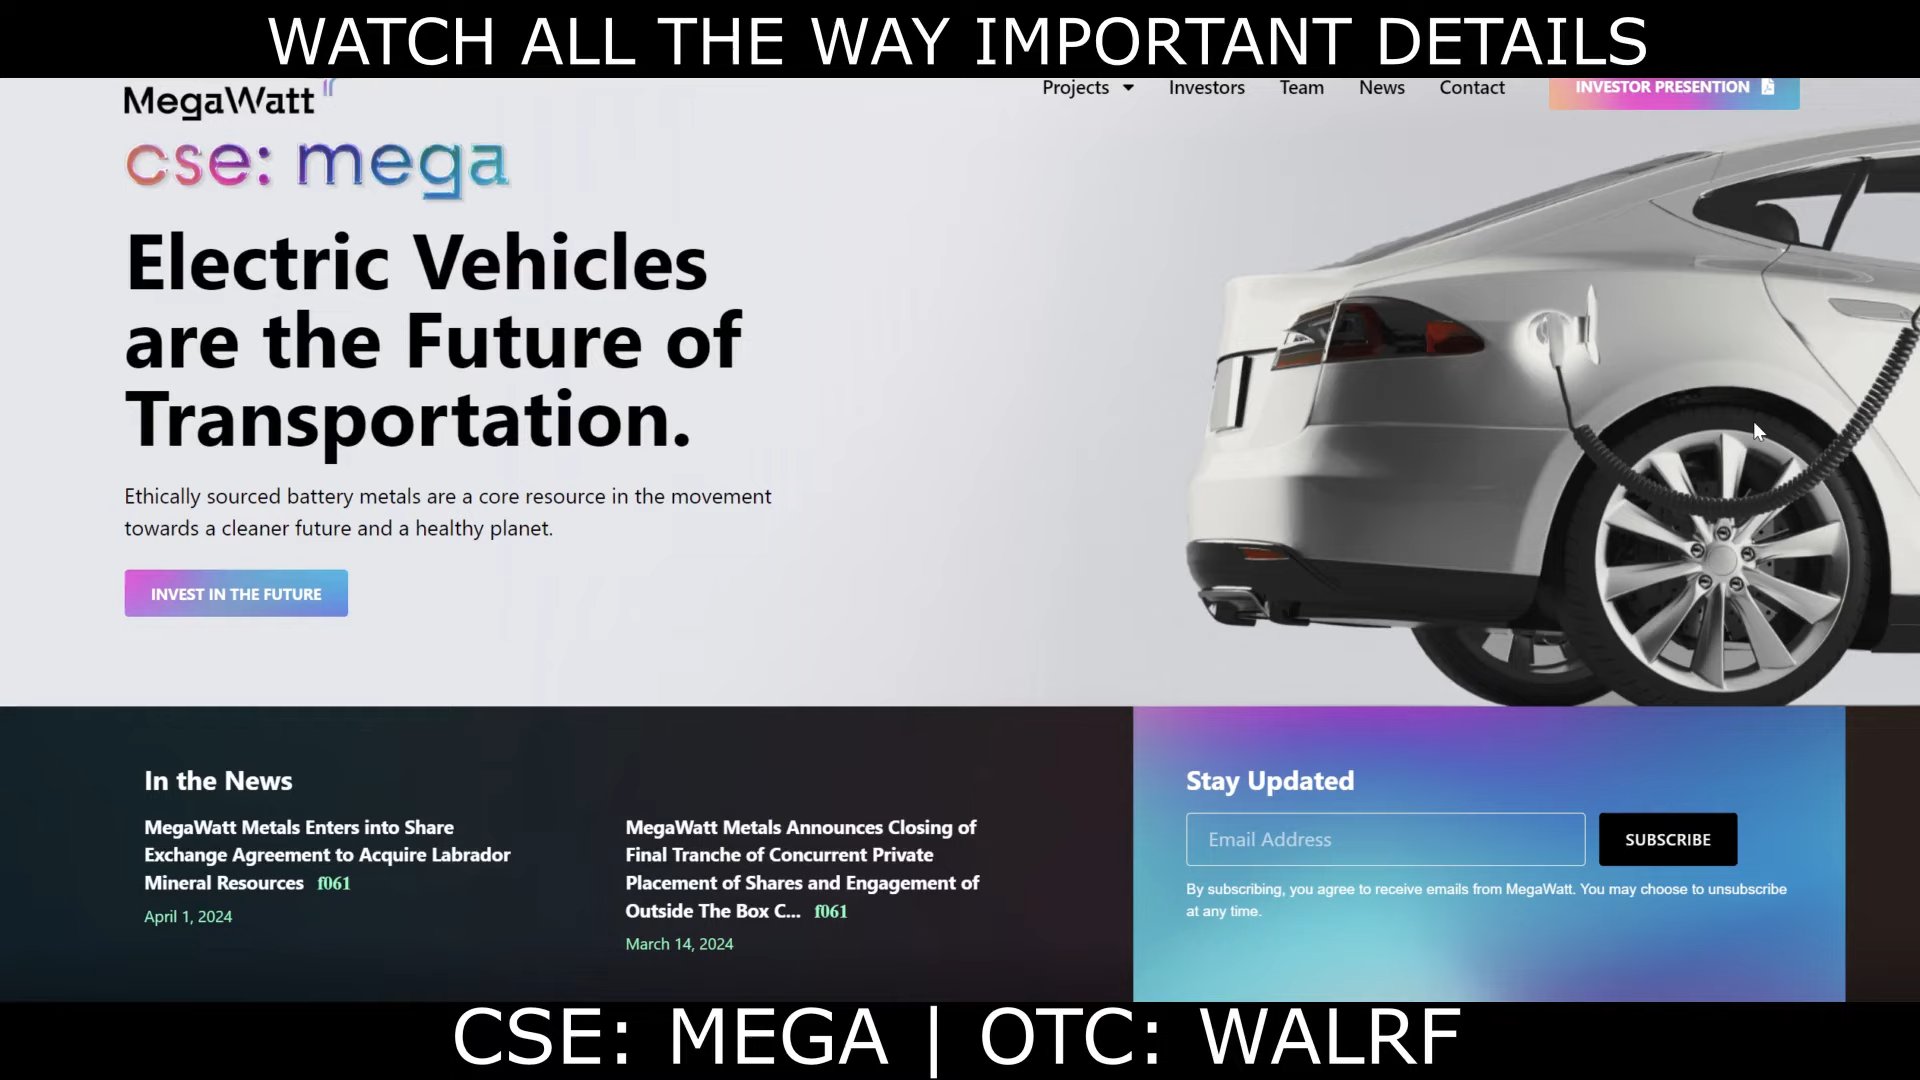 WATCH ALL THE WAY IMPORTANT DETAILS
MegaWatt
Projects
Investors
Team
News
Contact
INVESTOR PRESENTION
cse: mega
Electric Vehicles
are the Future of
Transportation.
Ethically sourced battery metals are a core resource in the movement
towards a cleaner future and a healthy planet.
INVEST IN THE FUTURE
In the News
MegaWatt Metals Enters into Share
Exchange Agreement to Acquire Labrador
Mineral Resources f061
April 1, 2024
MegaWatt Metals Announces Closing of
Final Tranche of Concurrent Private
Placement of Shares and Engagement of
Outside The Box C... f061
March 14, 2024
Stay Updated
Email Address
SUBSCRIBE
By subscribing, you agree to receive emails from MegaWatt. You may choose to unsubscribe
at any time.
CSE: MEGA | OTC: WALRF